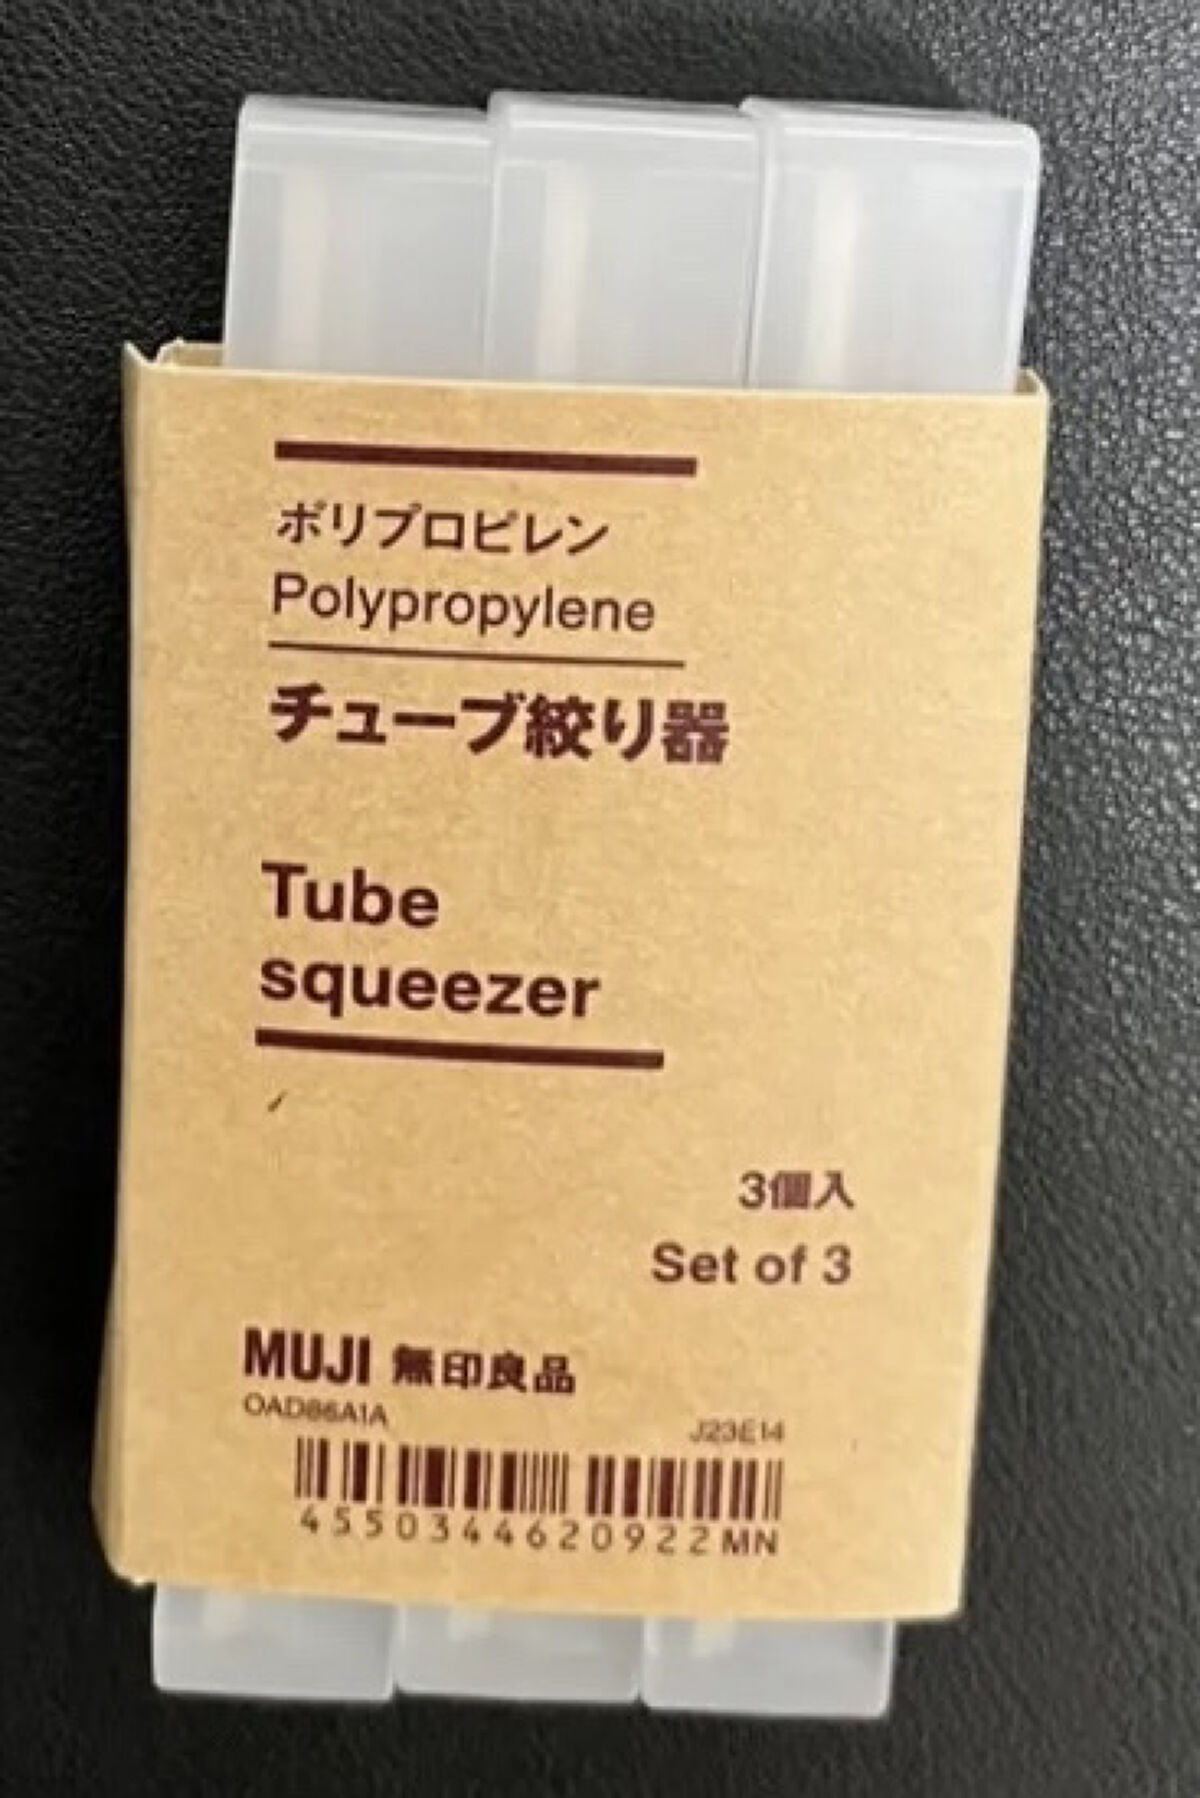 ポリプロピレン
Polypropylene
チューブ絞り器
Tube
squeezer
3個入
Set of 3
MUJI 無印良品
OAD86A1A J23E14
4550344620922MN